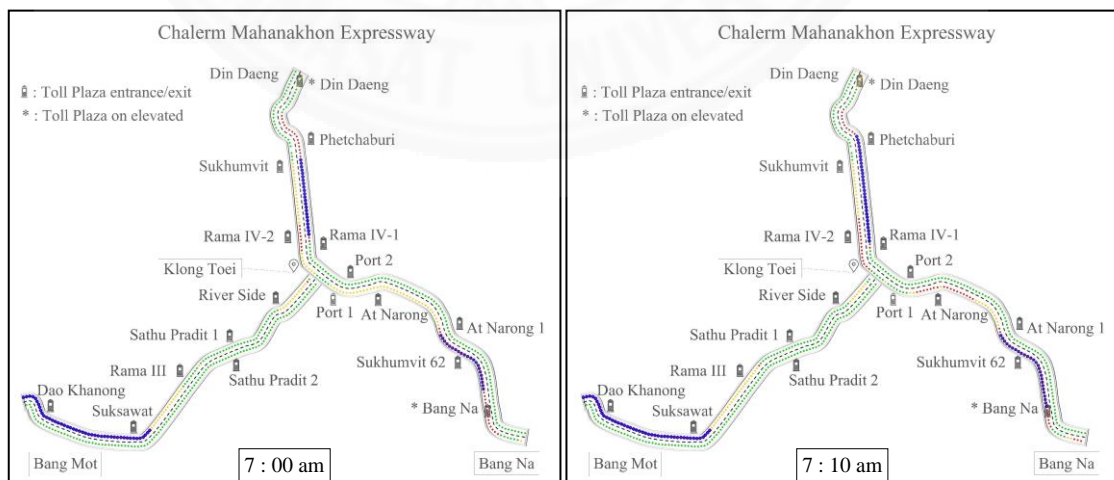 Chalerm Mahanakhon Expressway
Din Daeng
* Din Daeng
: Toll Plaza entrance/exit
* : Toll Plaza on elevated
Phetchaburi
Sukhumvit
Rama IV-2
Rama IV-1
Klong Toei
Port 2
River Side
Port 1
At Narong
Sathu Pradit 1
At Narong 1
Sukhumvit 62
Rama III
Sathu Pradit 2
Dao Khanong
Suksawat
* Bang Na
Bang Mot
7 : 00 am
Bang Na
Chalerm Mahanakhon Expressway
Din Daeng
* Din Daeng
: Toll Plaza entrance/exit
* : Toll Plaza on elevated
Phetchaburi
Sukhumvit
Rama IV-2
Rama IV-1
Klong Toei
Port 2
River Side
Port 1
At Narong
Sathu Pradit 1
At Narong 1
Sukhumvit 62
Rama III
Sathu Pradit 2
Dao Khanong
Suksawat
* Bang Na
Bang Mot
7 : 10 am
Bang Na